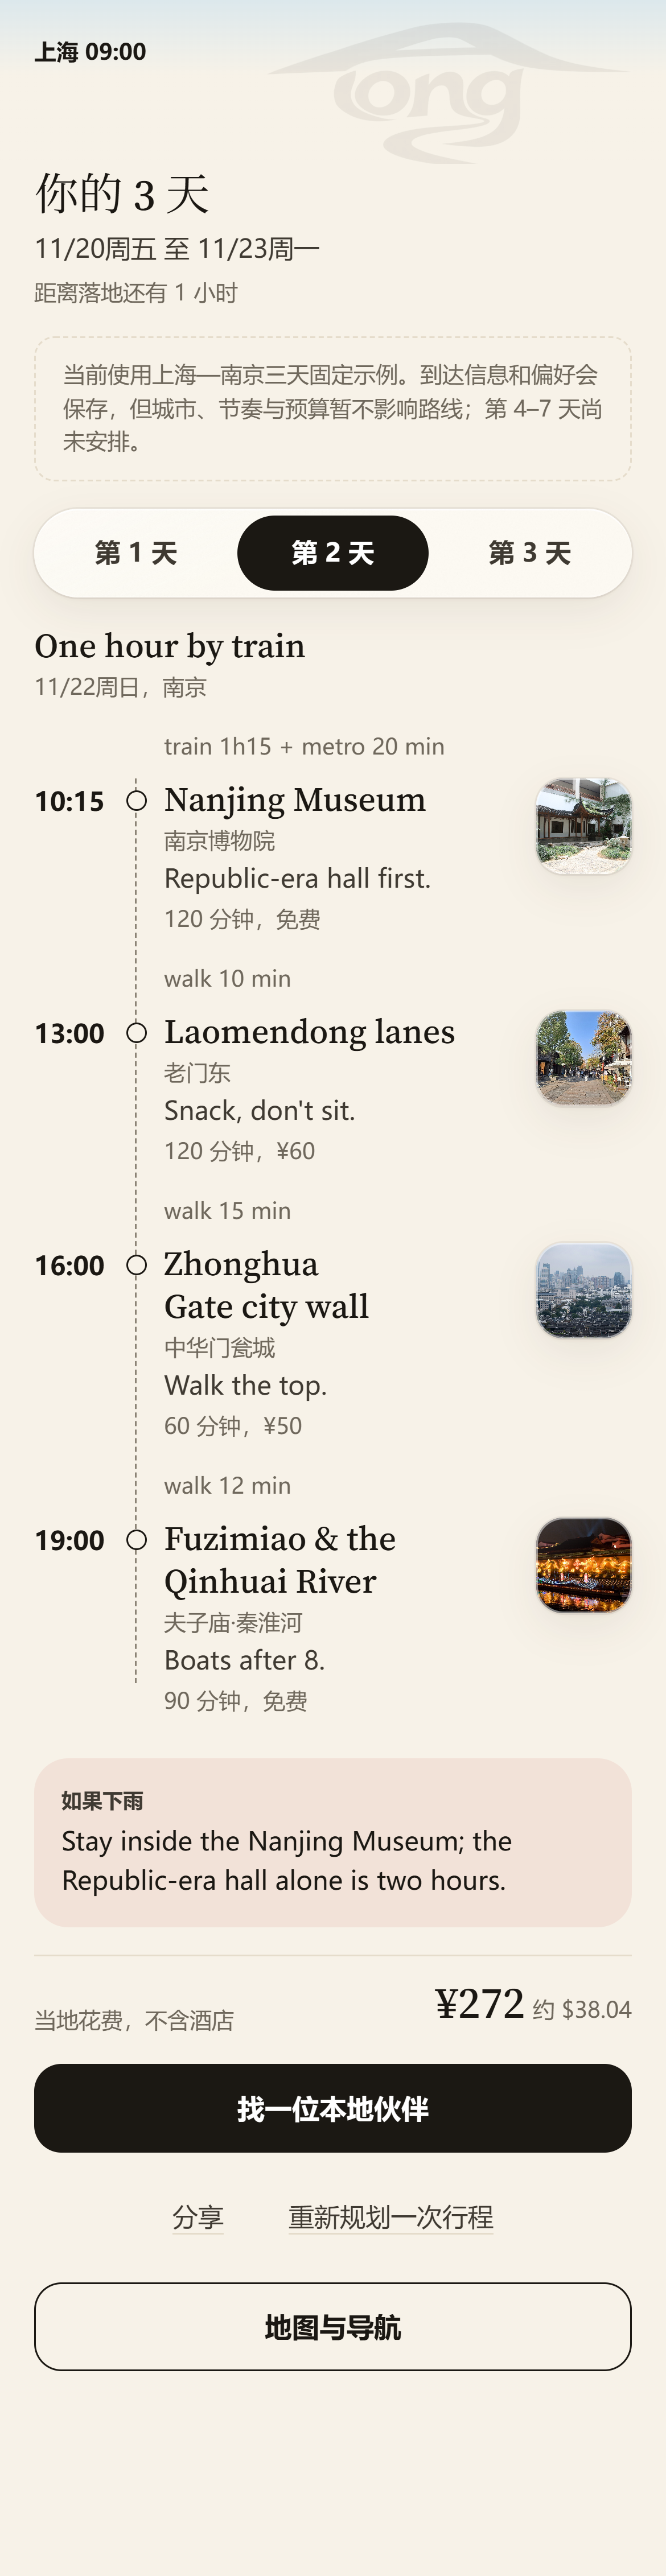 上海 09:00
long
你的 3 天
11/20周五 至 11/23周一
距离落地还有 1 小时
当前使用上海—南京三天固定示例。到达信息和偏好会
保存，但城市、节奏与预算暂不影响路线；第 4–7 天尚
未安排。
第 1 天 第 2 天 第 3 天
One hour by train
11/22周日，南京
train 1h15 + metro 20 min
10:15 Nanjing Museum
南京博物院
Republic-era hall first.
120 分钟，免费
walk 10 min
13:00 Laomendong lanes
老门东
Snack, don't sit.
120 分钟，¥60
walk 15 min
16:00 Zhonghua
Gate city wall
中华门瓮城
Walk the top.
60 分钟，¥50
walk 12 min
19:00 Fuzimiao & the
Qinhuai River
夫子庙·秦淮河
Boats after 8.
90 分钟，免费
如果下雨
Stay inside the Nanjing Museum; the
Republic-era hall alone is two hours.
当地花费，不含酒店 ¥272 约 $38.04
找一位本地伙伴
分享 重新规划一次行程
地图与导航